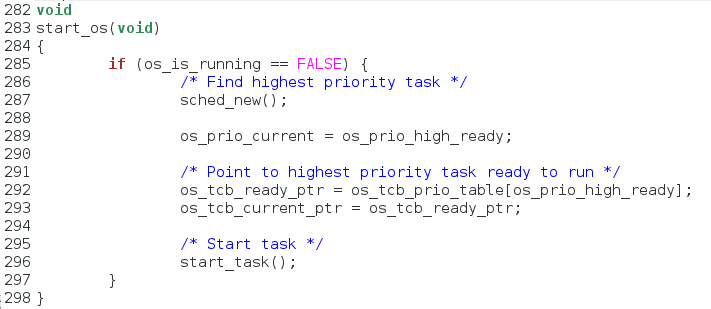 282 void
283 start_os(void)
284 {
285 if (os_is_running == FALSE) {
286 /* Find highest priority task */
287 sched_new();
288
289 os_prio_current = os_prio_high_ready;
290
291 /* Point to highest priority task ready to run */
292 os_tcb_ready_ptr = os_tcb_prio_table[os_prio_high_ready];
293 os_tcb_current_ptr = os_tcb_ready_ptr;
294
295 /* Start task */
296 start_task();
297 }
298 }